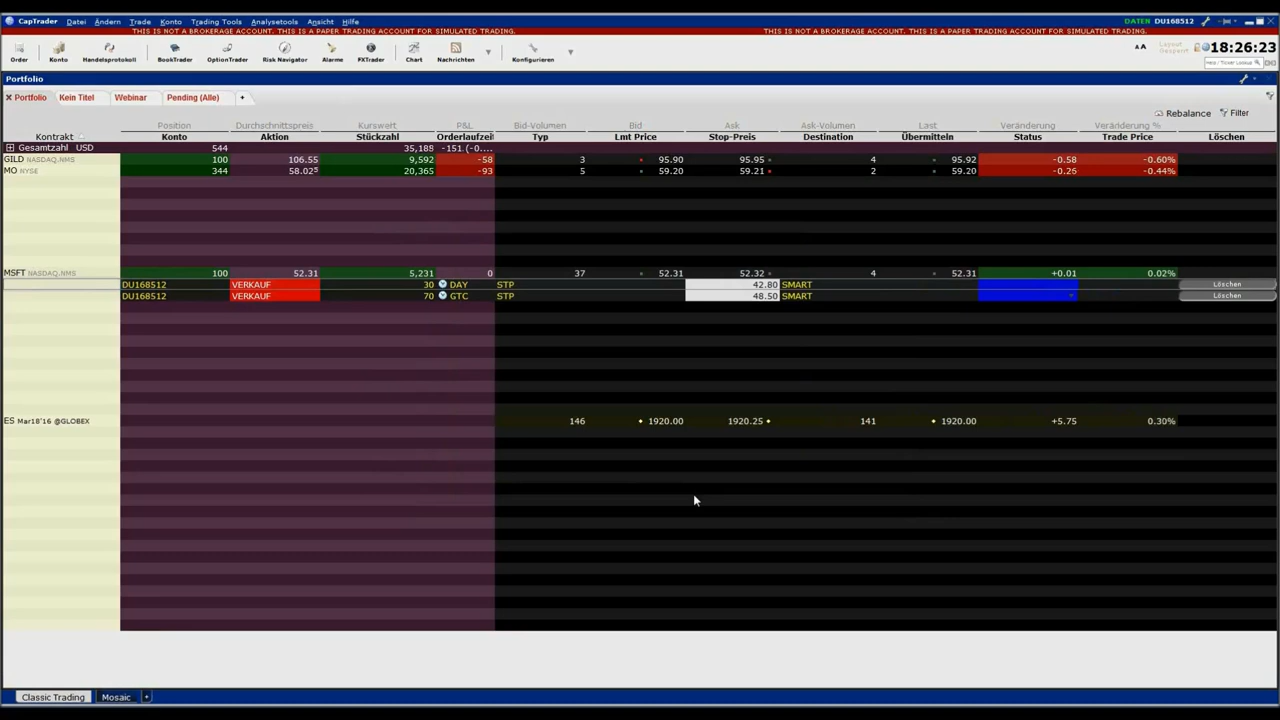 CapTrader Datei Ändern Trade Konto Trading Tools Analysetools Ansicht Hilfe DATEN DU168512
THIS IS NOT A BROKERAGE ACCOUNT. THIS IS A PAPER TRADING ACCOUNT FOR SIMULATED TRADING. THIS IS NOT A BROKERAGE ACCOUNT. THIS IS A PAPER TRADING ACCOUNT FOR SIMULATED TRADING.
Order Konto Handelsprotokoll BookTrader OptionTrader Risk Navigator Alarme FXTrader Chart Nachrichten Konfigurieren AA 18:26:23
Portfolio
Portfolio Kein Titel Webinar Pending (Alle) +
Rebalance Filter
Position Durchschnittspreis Kurswert P&L Bid-Volumen Bid Ask Ask-Volumen Last Veränderung Veränderung %
Kontrakt Konto Aktion Stückzahl Orderlaufzeit Typ Lmt Price Stop-Preis Destination Übermitteln Status Trade Price Löschen
Gesamtzahl USD 544 35,188 -151.(-0....
GILD NASDAQ.NMS 100 106.55 9,592 -58 3 95.90 95.95 4 95.92 -0.58 -0.60%
MO NYSE 344 58.02⁵ 20,365 -93 5 59.20 59.21 2 59.20 -0.26 -0.44%
MSFT NASDAQ.NMS 100 52.31 5,231 0 37 52.31 52.32 4 52.31 +0.01 0.02%
DU168512 VERKAUF 30 DAY STP 42.80 SMART Löschen
DU168512 VERKAUF 70 GTC STP 48.50 SMART Löschen
ES Mar18'16 @GLOBEX 146 1920.00 1920.25 141 1920.00 +5.75 0.30%
Classic Trading Mosaic +